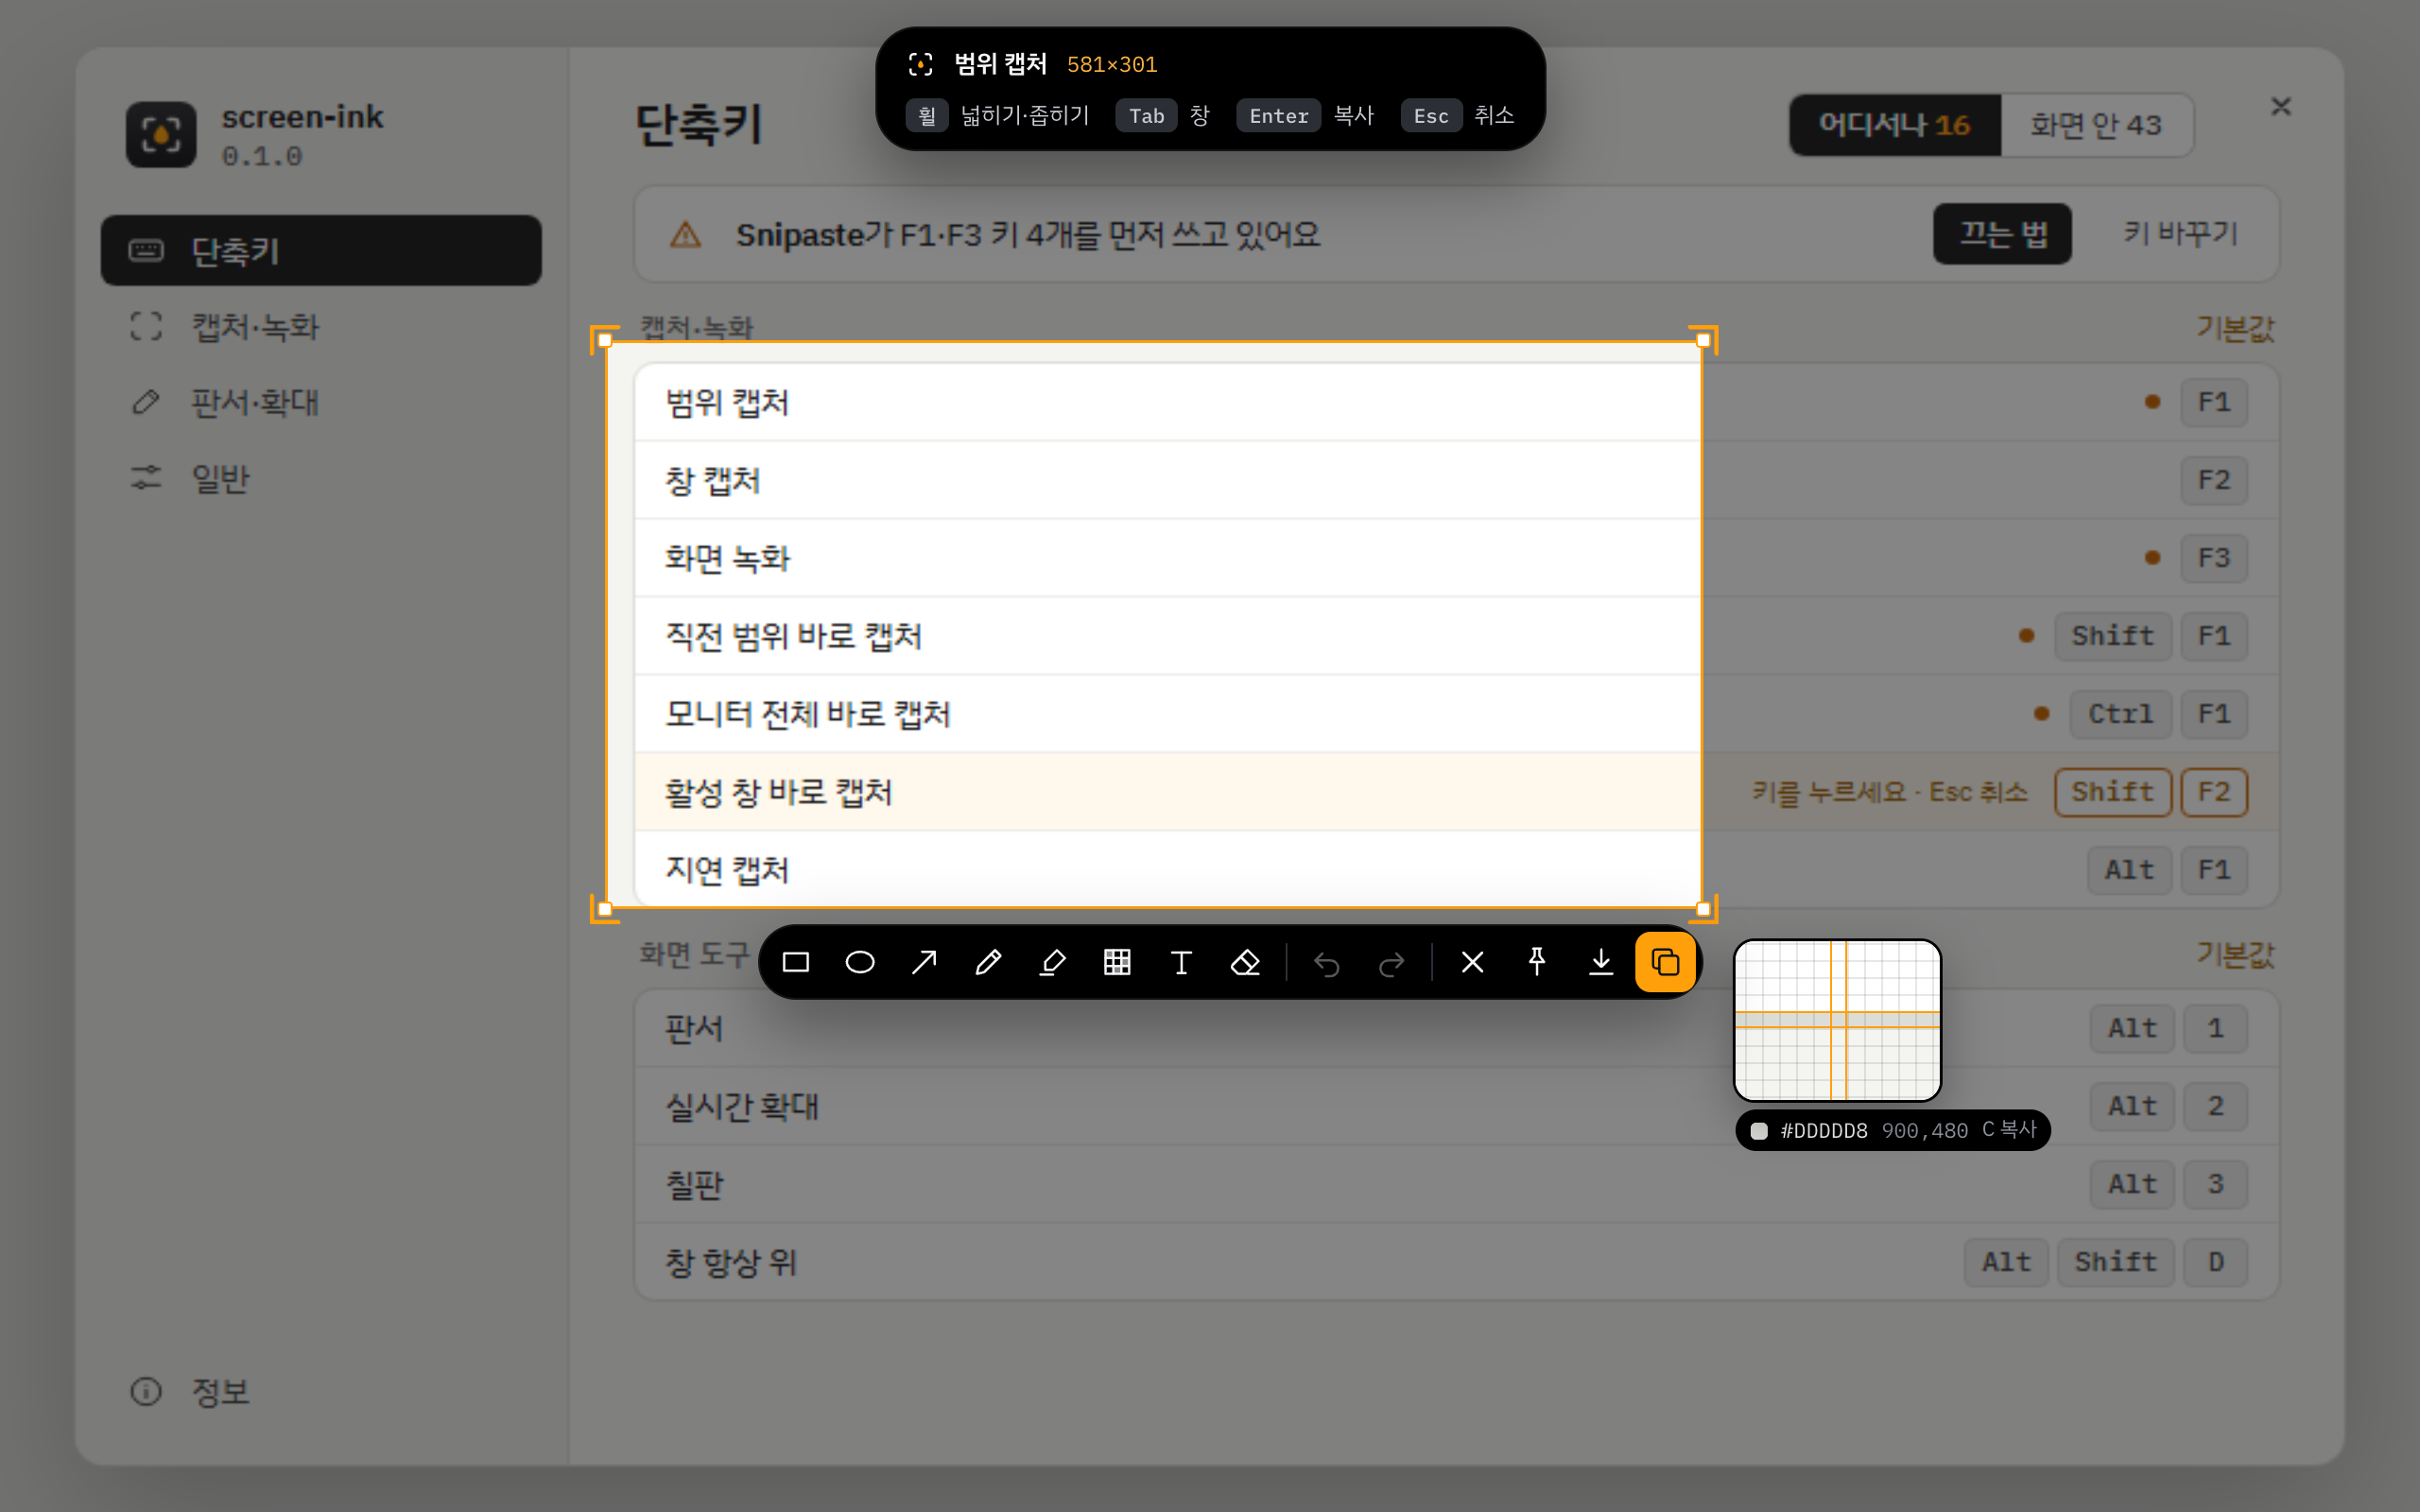 범위 캡처 581×301
휠 넓히기·좁히기 Tab 창 Enter 복사 Esc 취소
screen-ink
0.1.0
단축키
캡처·녹화
판서·확대
일반
정보
단축키
어디서나 16 화면 안 43
Snipaste가 F1·F3 키 4개를 먼저 쓰고 있어요 끄는 법 키 바꾸기
캡처·녹화 기본값
범위 캡처 F1
창 캡처 F2
화면 녹화 F3
직전 범위 바로 캡처 Shift F1
모니터 전체 바로 캡처 Ctrl F1
활성 창 바로 캡처 키를 누르세요 · Esc 취소 Shift F2
지연 캡처 Alt F1
화면 도구 기본값
판서 Alt 1
실시간 확대 Alt 2
#DDDDD8 900,480 C 복사
칠판 Alt 3
창 항상 위 Alt Shift D